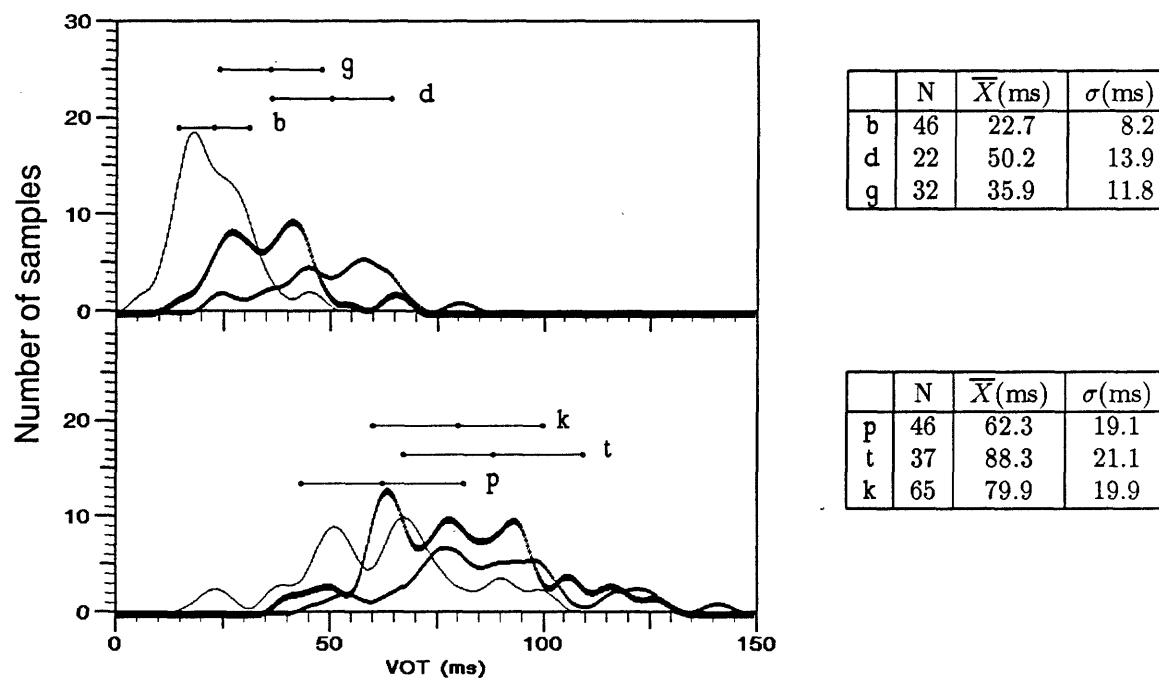 30
20
10
0
g
d
b
Number of samples
20
10
0
k
t
p
0 50 100 150
VOT (ms)
N X̄(ms) σ(ms)
b 46 22.7 8.2
d 22 50.2 13.9
g 32 35.9 11.8
N X̄(ms) σ(ms)
p 46 62.3 19.1
t 37 88.3 21.1
k 65 79.9 19.9